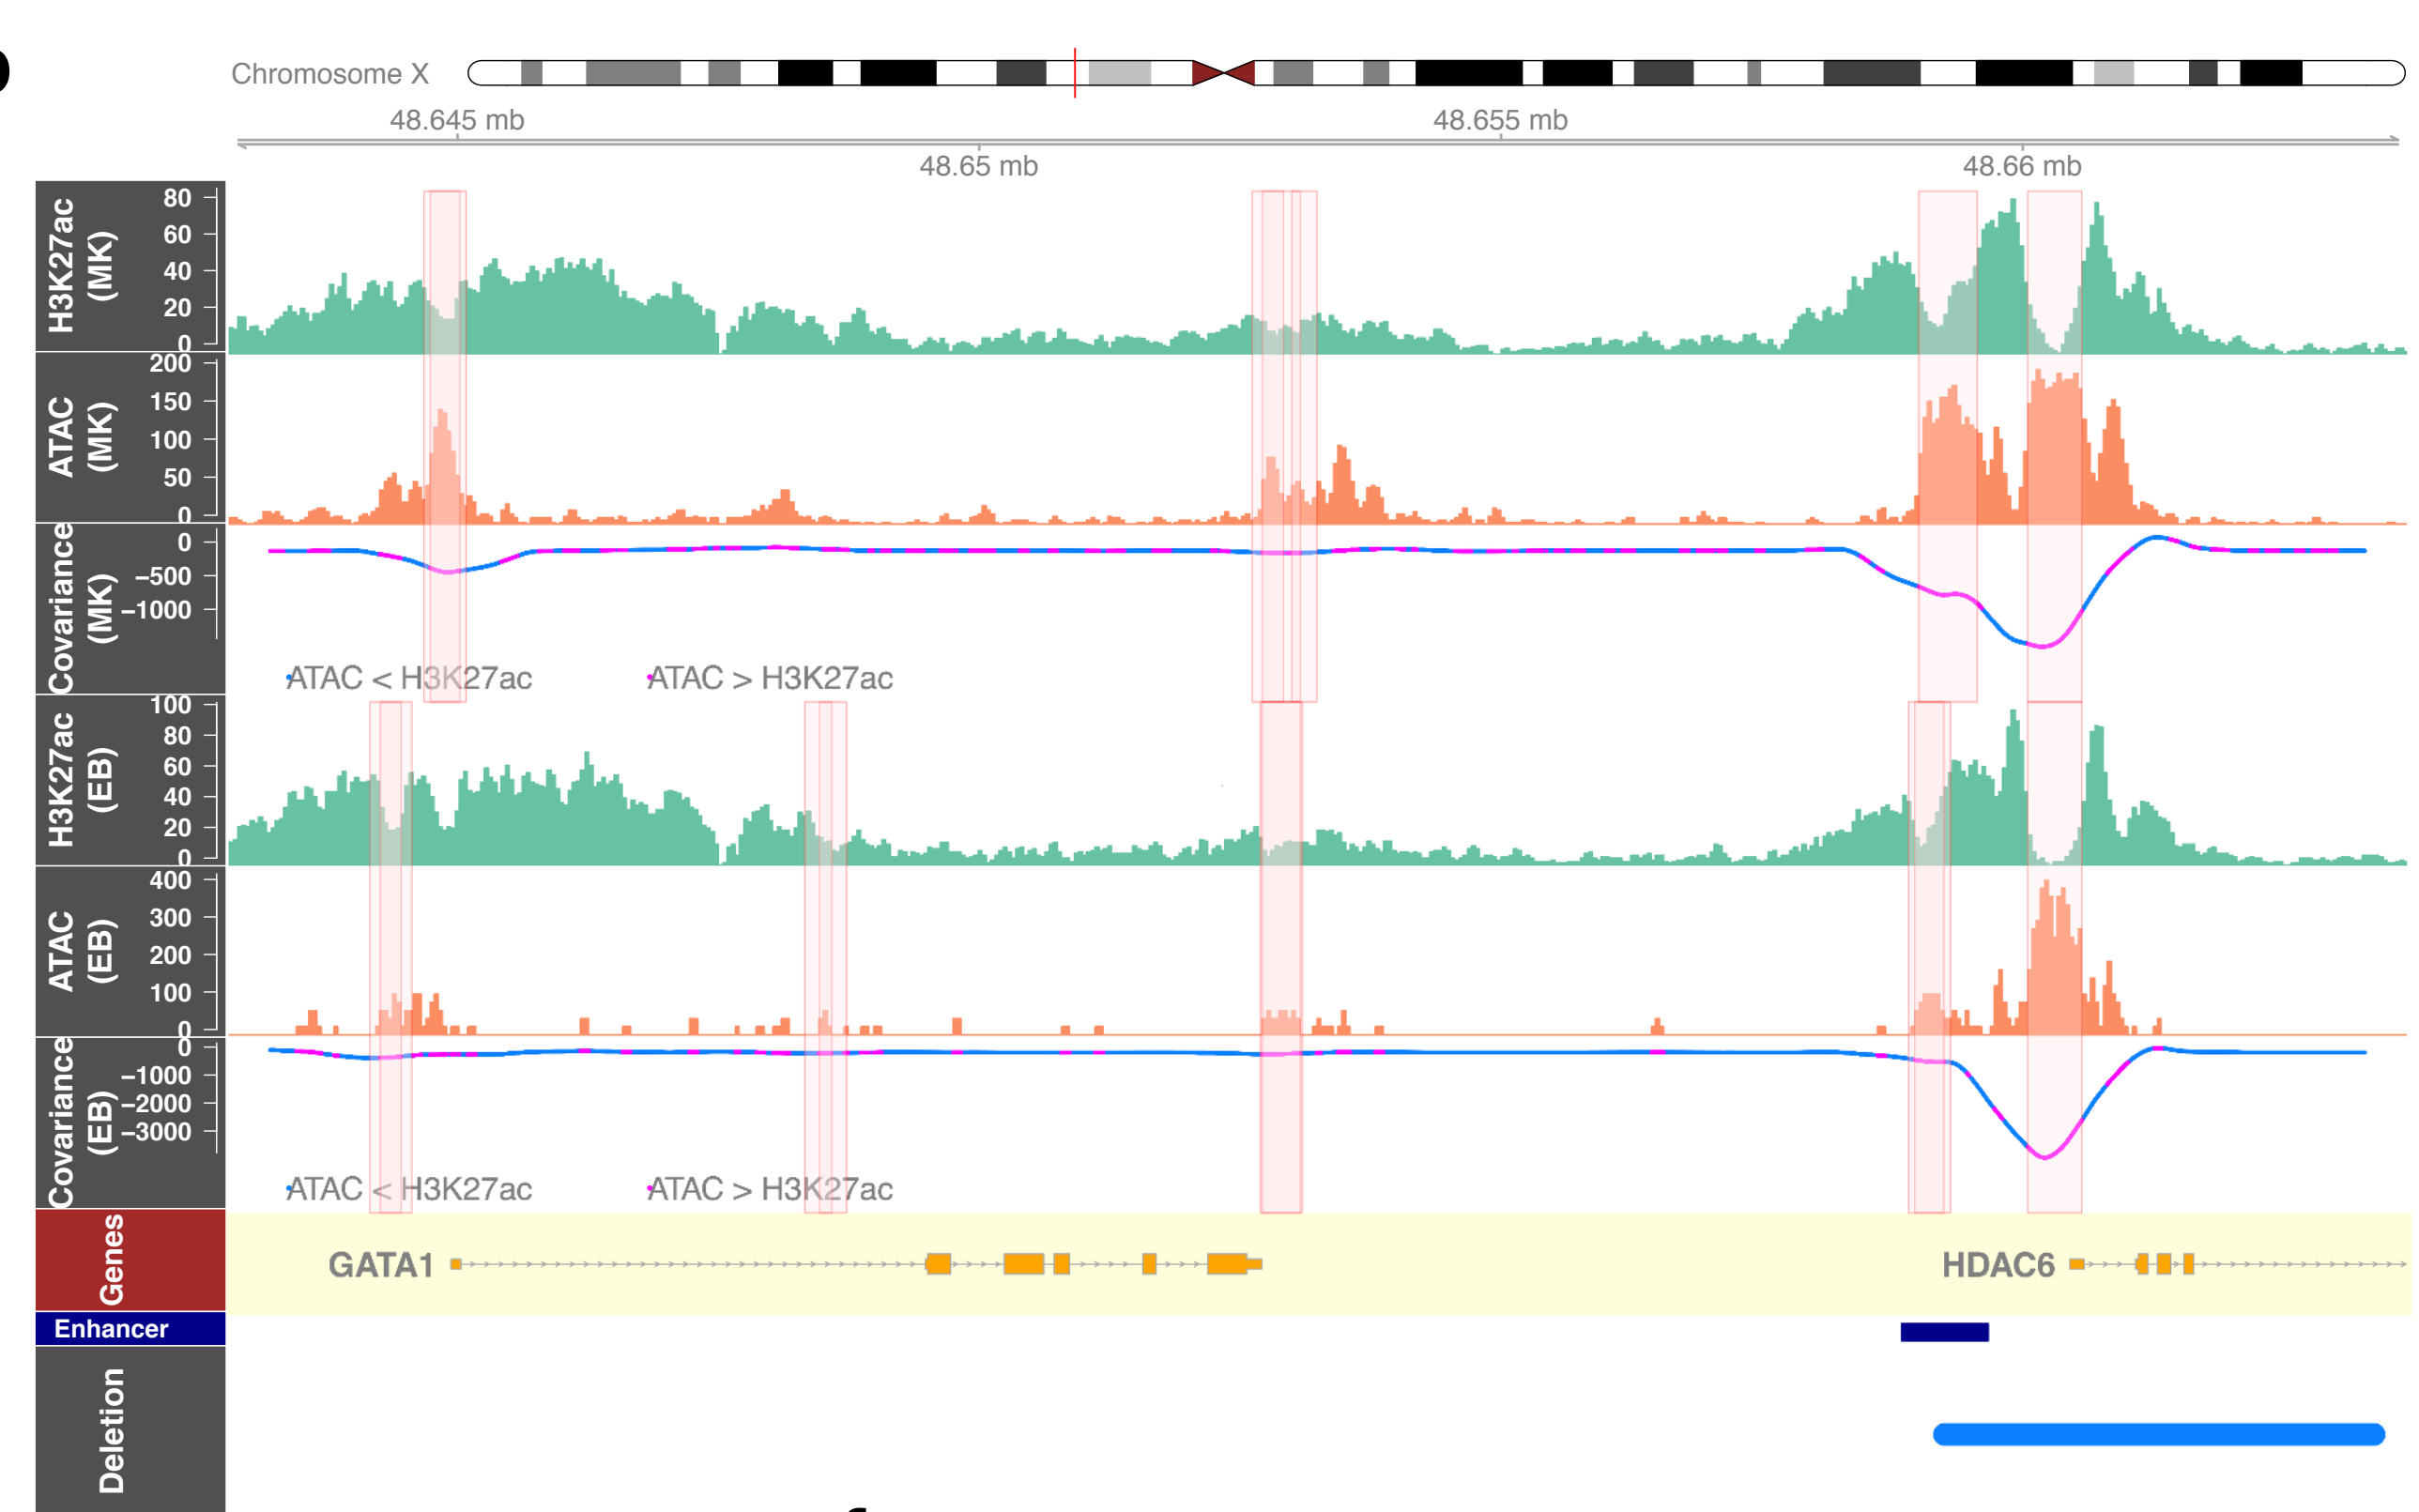 Chromosome X
48.645 mb
48.655 mb
48.65 mb
48.66 mb
H3K27ac
(MK)
80
60
40
20
0
ATAC
(MK)
200
150
100
50
0
Covariance
(MK)
0
−500
−1000
ATAC < H3K27ac
ATAC > H3K27ac
H3K27ac
(EB)
100
80
60
40
20
0
ATAC
(EB)
400
300
200
100
0
Covariance
(EB)
0
−1000
−2000
−3000
ATAC < H3K27ac
ATAC > H3K27ac
Genes
GATA1
HDAC6
Enhancer
Deletion